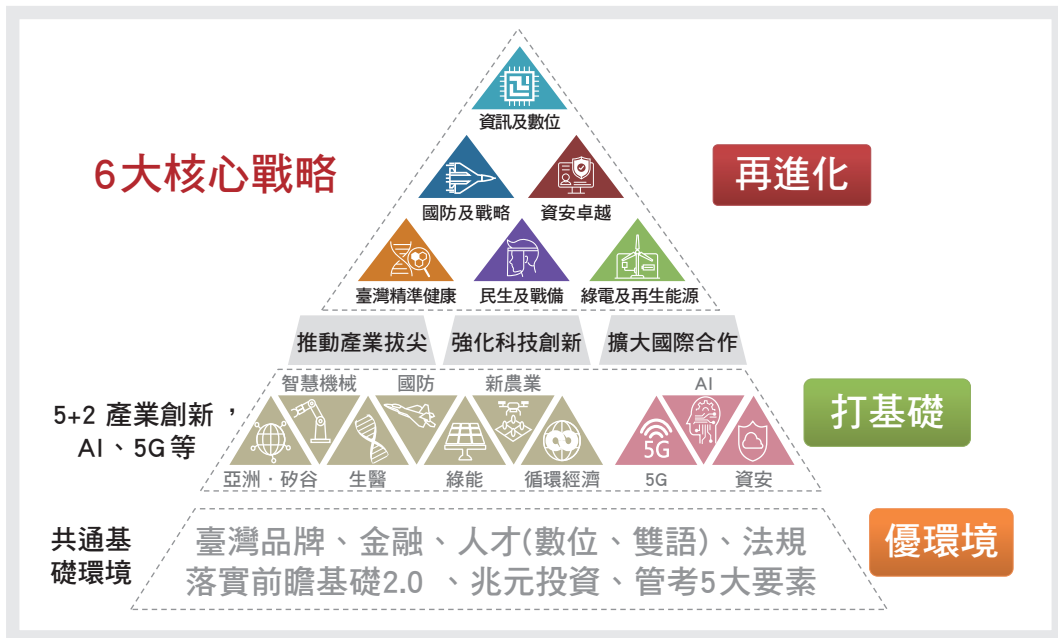 資訊及數位
6大核心戰略
再進化
國防及戰略
資安卓越
臺灣精準健康
民生及戰備
綠電及再生能源
推動產業拔尖
強化科技創新
擴大國際合作
智慧機械
國防
新農業
AI
5+2 產業創新，
AI、5G等
打基礎
5G
亞洲．矽谷
生醫
綠能
循環經濟
5G
資安
共通基
礎環境
臺灣品牌、金融、人才(數位、雙語)、法規
落實前瞻基礎2.0 、兆元投資、管考5大要素
優環境